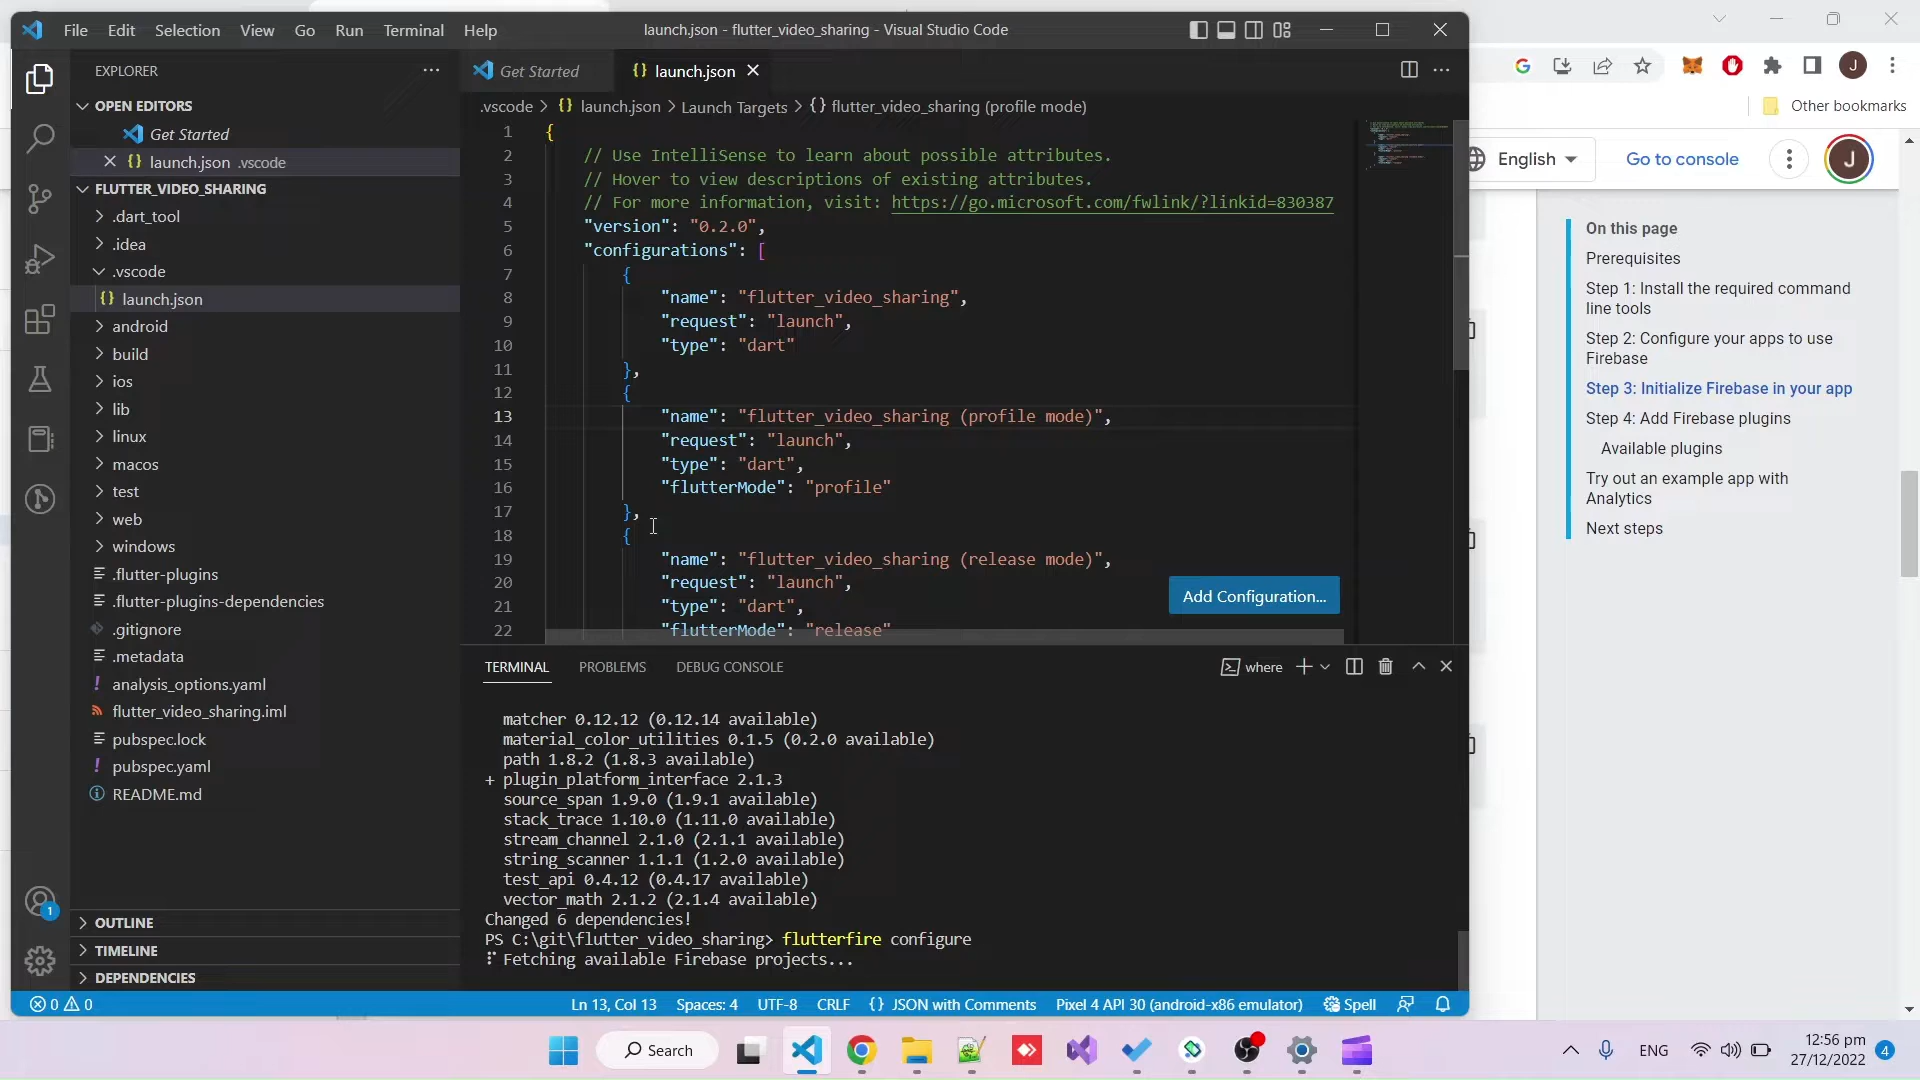 File Edit Selection View Go Run Terminal Help
launch.json - flutter_video_sharing - Visual Studio Code
EXPLORER
OPEN EDITORS
Get Started
launch.json .vscode
FLUTTER_VIDEO_SHARING
.dart_tool
.idea
.vscode
launch.json
android
build
ios
lib
linux
macos
test
web
windows
.flutter-plugins
.flutter-plugins-dependencies
.gitignore
.metadata
analysis_options.yaml
flutter_video_sharing.iml
pubspec.lock
pubspec.yaml
README.md
OUTLINE
TIMELINE
DEPENDENCIES
1
Get Started
launch.json
.vscode > {} launch.json > Launch Targets > {} flutter_video_sharing (profile mode)
1 {
2 // Use IntelliSense to learn about possible attributes.
3 // Hover to view descriptions of existing attributes.
4 // For more information, visit: https://go.microsoft.com/fwlink/?linkid=830387
5 "version": "0.2.0",
6 "configurations": [
7 {
8 "name": "flutter_video_sharing",
9 "request": "launch",
10 "type": "dart"
11 },
12 {
13 "name": "flutter_video_sharing (profile mode)",
14 "request": "launch",
15 "type": "dart",
16 "flutterMode": "profile"
17 },
18 {
19 "name": "flutter_video_sharing (release mode)",
20 "request": "launch",
21 "type": "dart",
22 "flutterMode": "release"
Add Configuration...
TERMINAL PROBLEMS DEBUG CONSOLE
where
matcher 0.12.12 (0.12.14 available)
material_color_utilities 0.1.5 (0.2.0 available)
path 1.8.2 (1.8.3 available)
+ plugin_platform_interface 2.1.3
source_span 1.9.0 (1.9.1 available)
stack_trace 1.10.0 (1.11.0 available)
stream_channel 2.1.0 (2.1.1 available)
string_scanner 1.1.1 (1.2.0 available)
test_api 0.4.12 (0.4.17 available)
vector_math 2.1.2 (2.1.4 available)
Changed 6 dependencies!
PS C:\git\flutter_video_sharing> flutterfire configure
Fetching available Firebase projects...
0 0
Ln 13, Col 13 Spaces: 4 UTF-8 CRLF {} JSON with Comments Pixel 4 API 30 (android-x86 emulator) Spell
J
Other bookmarks
English
Go to console
J
On this page
Prerequisites
Step 1: Install the required command
line tools
Step 2: Configure your apps to use
Firebase
Step 3: Initialize Firebase in your app
Step 4: Add Firebase plugins
Available plugins
Try out an example app with
Analytics
Next steps
Search
ENG
12:56 pm
27/12/2022
4